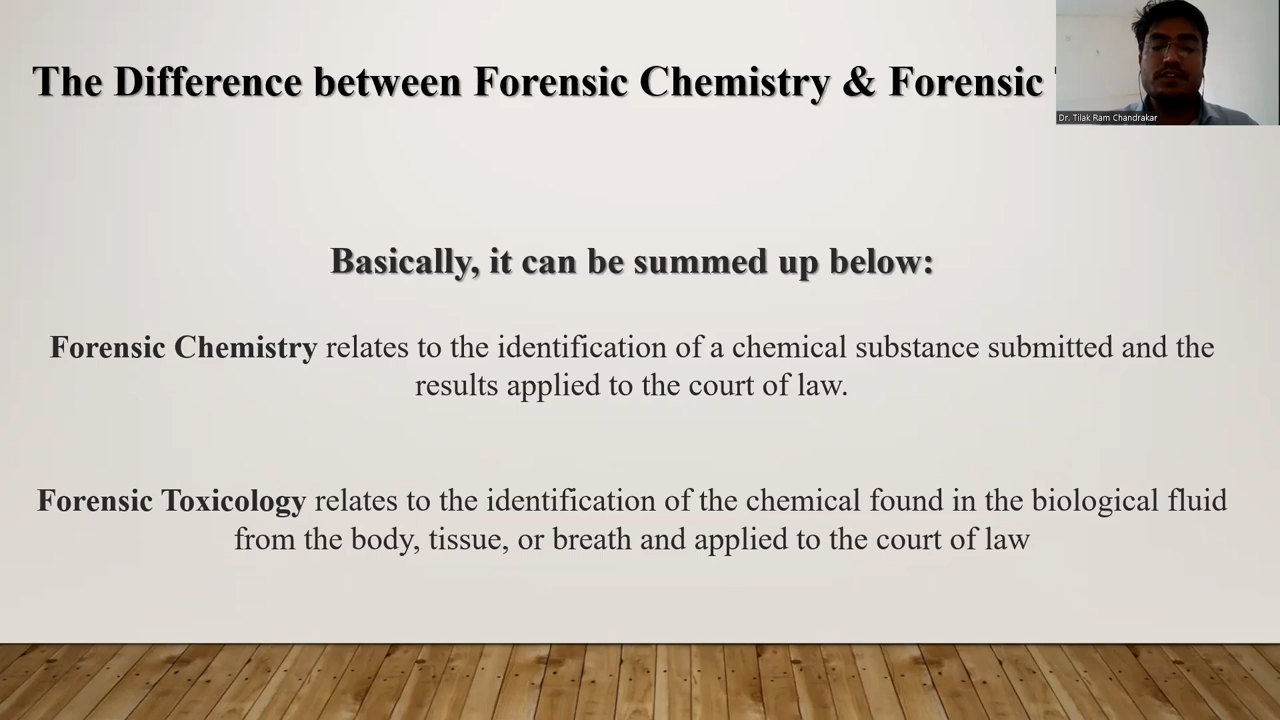 The Difference between Forensic Chemistry & Forensic
Dr. Tilak Ram Chandrakar
Basically, it can be summed up below:
Forensic Chemistry relates to the identification of a chemical substance submitted and the
results applied to the court of law.
Forensic Toxicology relates to the identification of the chemical found in the biological fluid
from the body, tissue, or breath and applied to the court of law